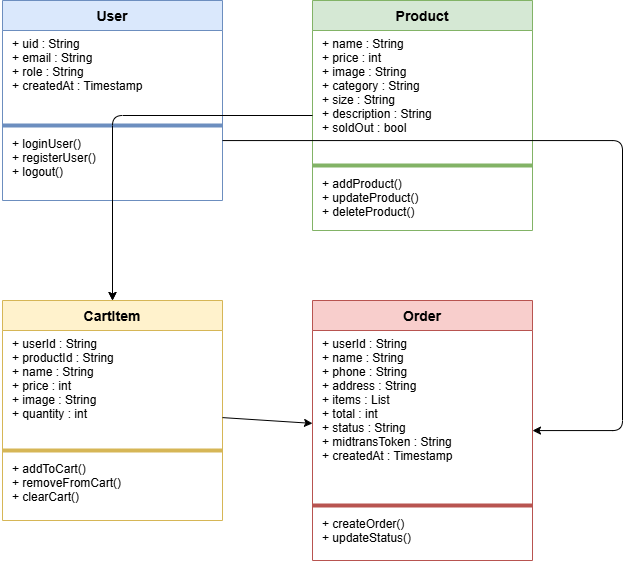 User
+ uid : String
+ email : String
+ role : String
+ createdAt : Timestamp
+ loginUser()
+ registerUser()
+ logout()
Product
+ name : String
+ price : int
+ image : String
+ category : String
+ size : String
+ description : String
+ soldOut : bool
+ addProduct()
+ updateProduct()
+ deleteProduct()
CartItem
+ userId : String
+ productId : String
+ name : String
+ price : int
+ image : String
+ quantity : int
+ addToCart()
+ removeFromCart()
+ clearCart()
Order
+ userId : String
+ name : String
+ phone : String
+ address : String
+ items : List
+ total : int
+ status : String
+ midtransToken : String
+ createdAt : Timestamp
+ createOrder()
+ updateStatus()